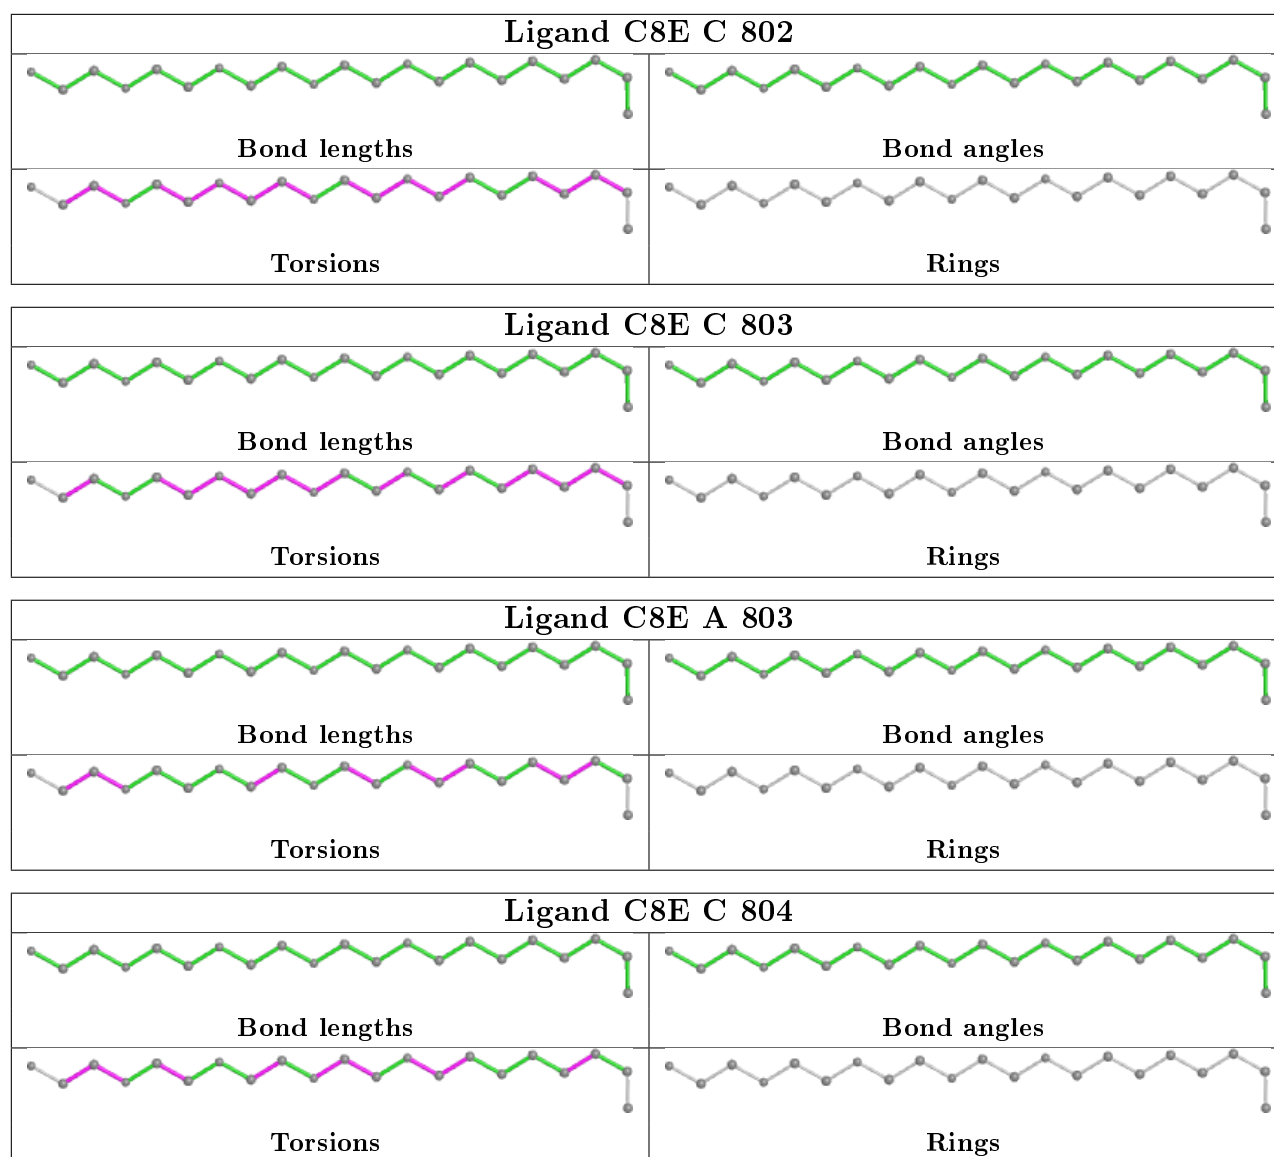 Ligand C8E C 802
Bond lengths
Bond angles
Torsions
Rings
Ligand C8E C 803
Bond lengths
Bond angles
Torsions
Rings
Ligand C8E A 803
Bond lengths
Bond angles
Torsions
Rings
Ligand C8E C 804
Bond lengths
Bond angles
Torsions
Rings